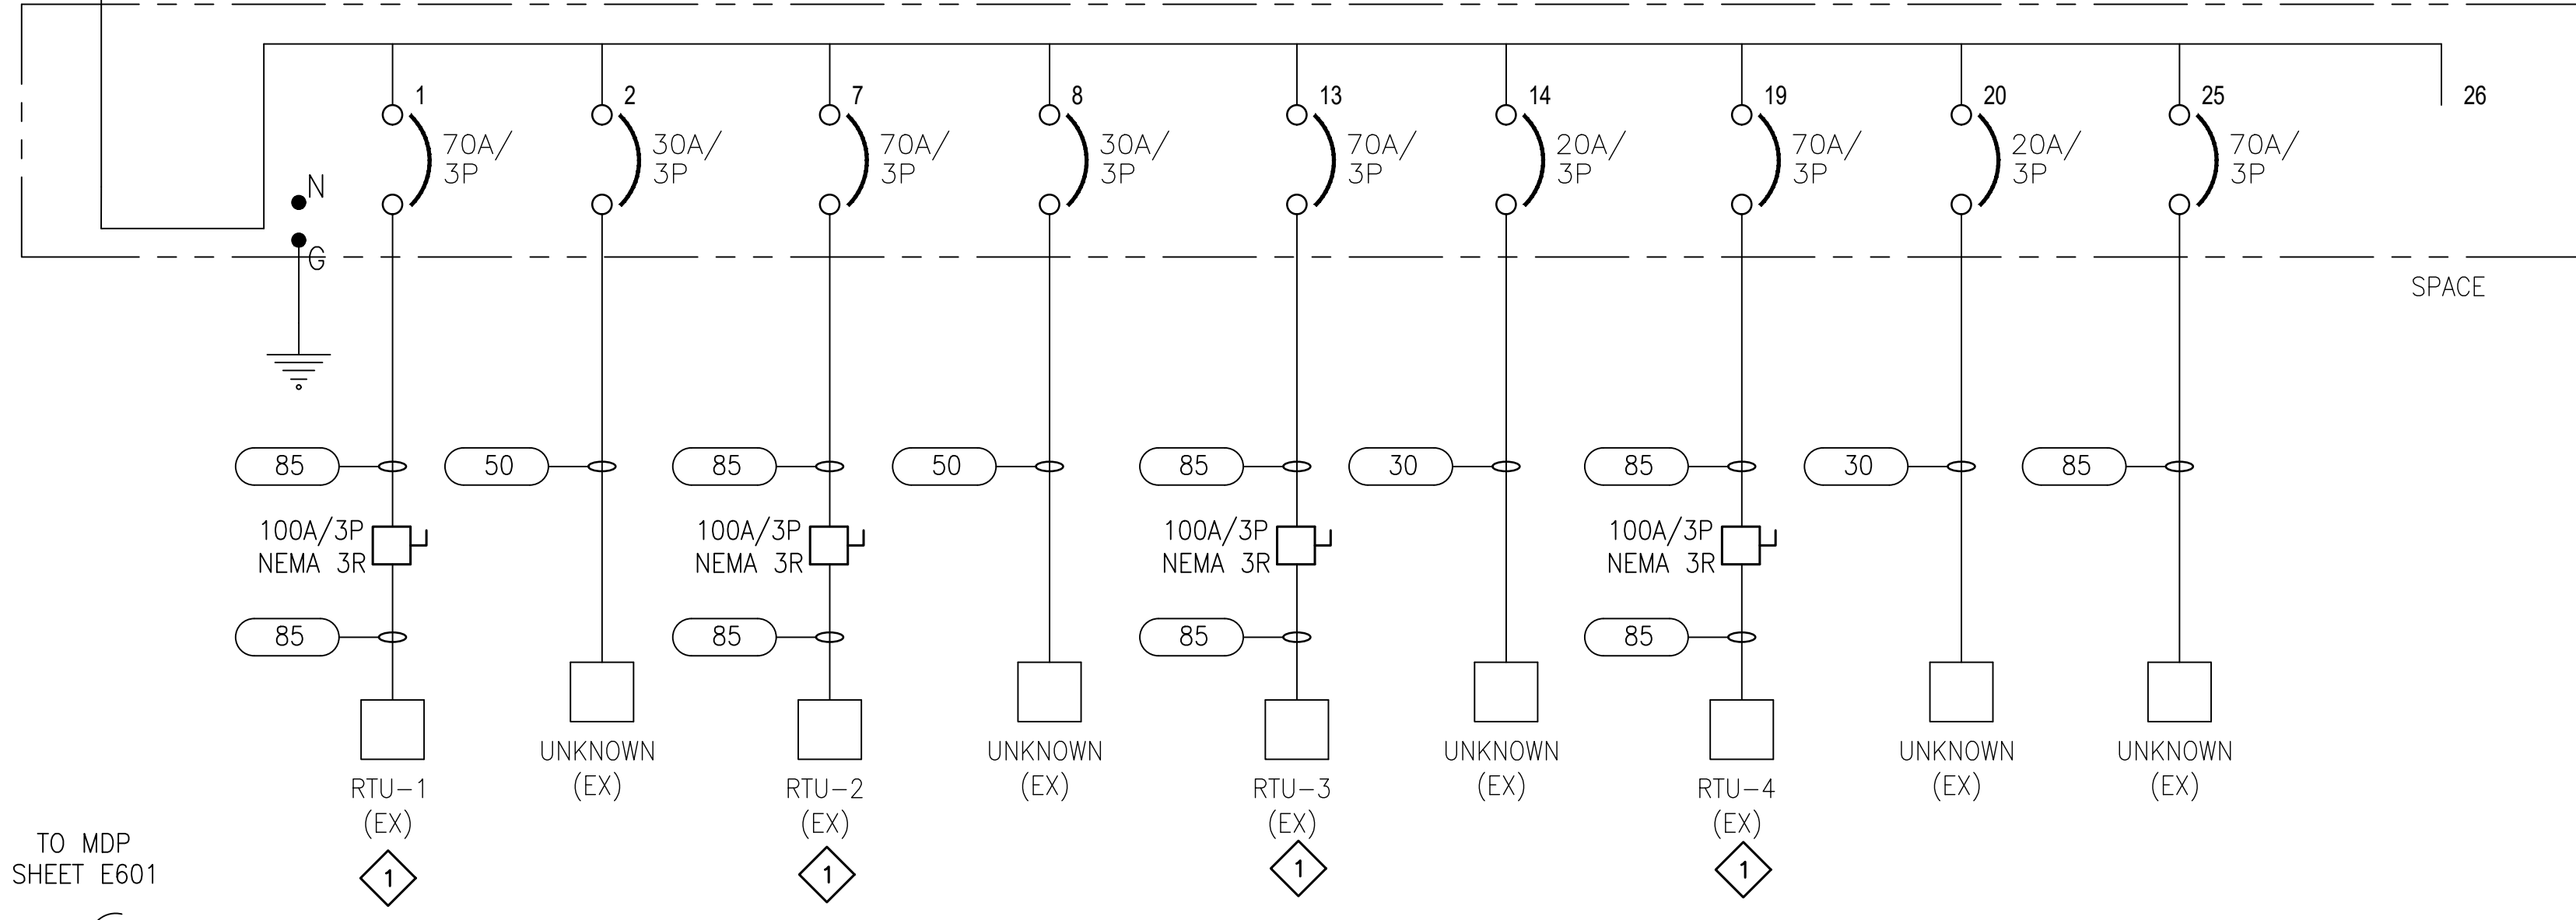 1
2
7
8
13
14
19
20
25
26
70A/
3P
30A/
3P
70A/
3P
30A/
3P
70A/
3P
20A/
3P
70A/
3P
20A/
3P
70A/
3P
N
G
SPACE
85
50
85
50
85
30
85
30
85
100A/3P
NEMA 3R
100A/3P
NEMA 3R
100A/3P
NEMA 3R
100A/3P
NEMA 3R
85
85
85
85
RTU-1
(EX)
1
UNKNOWN
(EX)
RTU-2
(EX)
1
UNKNOWN
(EX)
RTU-3
(EX)
1
UNKNOWN
(EX)
RTU-4
(EX)
1
UNKNOWN
(EX)
UNKNOWN
(EX)
TO MDP
SHEET E601